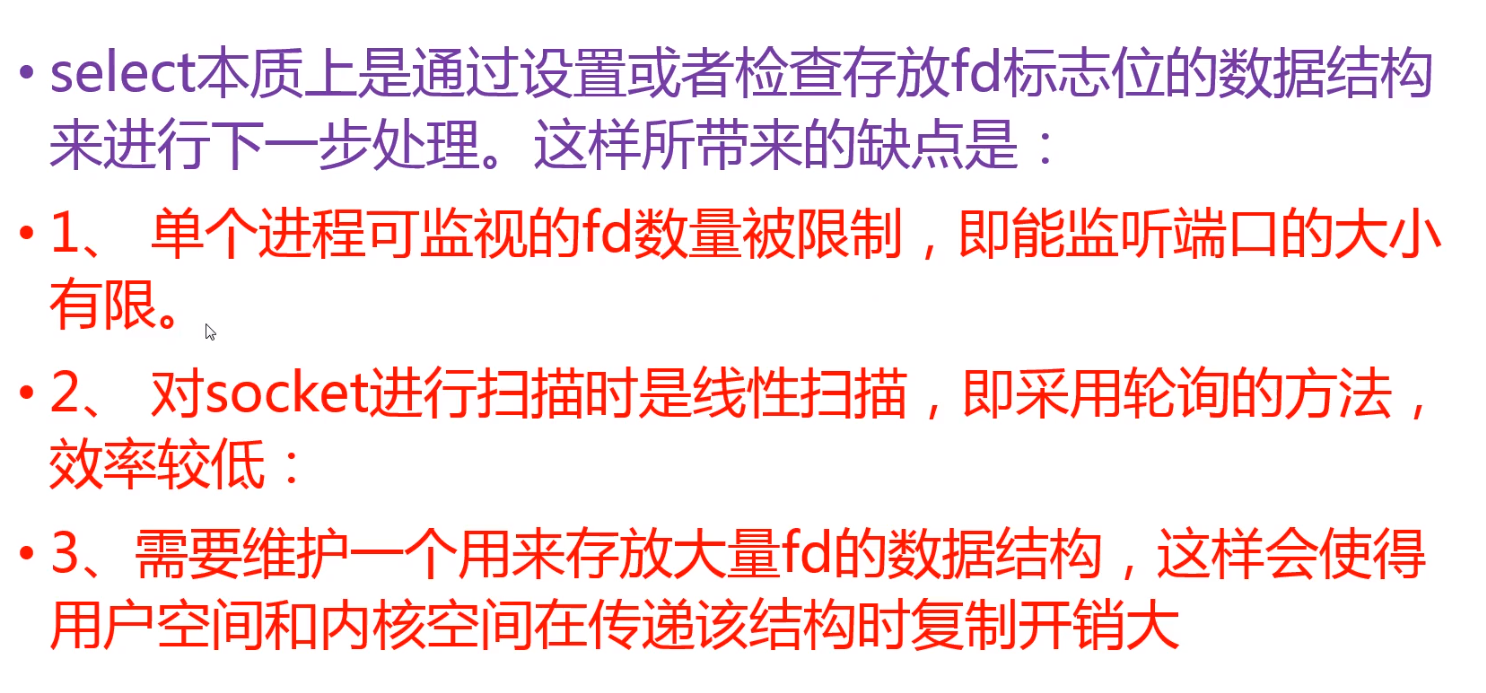 • select本质上是通过设置或者检查存放fd标志位的数据结构
来进行下一步处理。这样所带来的缺点是：
• 1、 单个进程可监视的fd数量被限制，即能监听端口的大小
有限。
• 2、 对socket进行扫描时是线性扫描，即采用轮询的方法，
效率较低：
• 3、需要维护一个用来存放大量fd的数据结构，这样会使得
用户空间和内核空间在传递该结构时复制开销大